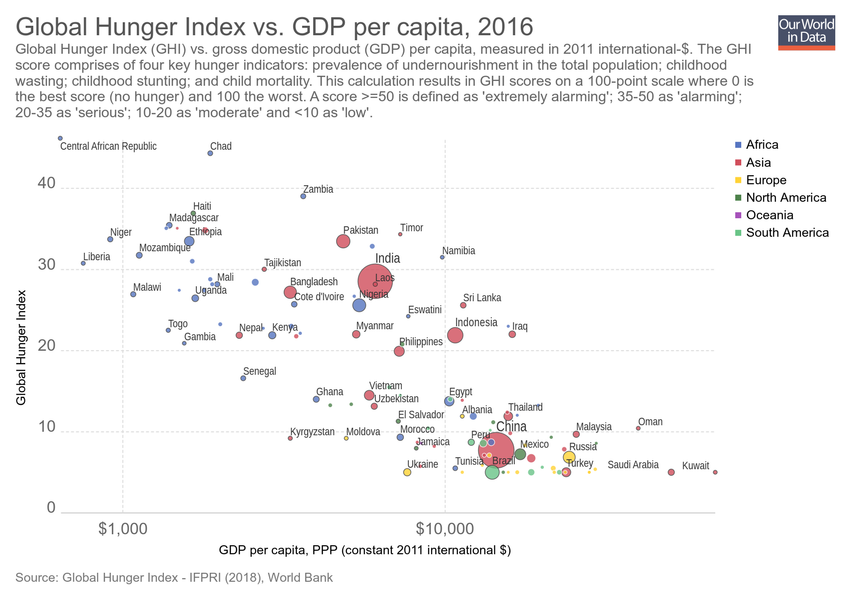 Global Hunger Index vs. GDP per capita, 2016
Our World
in Data
Global Hunger Index (GHI) vs. gross domestic product (GDP) per capita, measured in 2011 international-$. The GHI
score comprises of four key hunger indicators: prevalence of undernourishment in the total population; childhood
wasting; childhood stunting; and child mortality. This calculation results in GHI scores on a 100-point scale where 0 is
the best score (no hunger) and 100 the worst. A score >=50 is defined as 'extremely alarming'; 35-50 as 'alarming';
20-35 as 'serious'; 10-20 as 'moderate' and <10 as 'low'.
Central African Republic
Chad
Africa
Asia
Europe
North America
Oceania
South America
40
Zambia
Haiti
Madagascar
Niger
Ethiopia
Pakistan
Timor
Mozambique
Liberia
India
Namibia
30
Tajikistan
Mali
Laos
Malawi
Uganda
Bangladesh
Cote d'Ivoire
Nigeria
Sri Lanka
Eswatini
Togo
Gambia
Nepal
Kenya
Myanmar
Indonesia
Iraq
20
Philippines
Senegal
Ghana
Vietnam
Uzbekistan
Egypt
El Salvador
Albania
Thailand
10
Kyrgyzstan
Moldova
Morocco
Jamaica
Peru
China
Mexico
Malaysia
Oman
Russia
Ukraine
Tunisia
Brazil
Turkey
Saudi Arabia
Kuwait
0
Global Hunger Index
$1,000
$10,000
GDP per capita, PPP (constant 2011 international $)
Source: Global Hunger Index - IFPRI (2018), World Bank